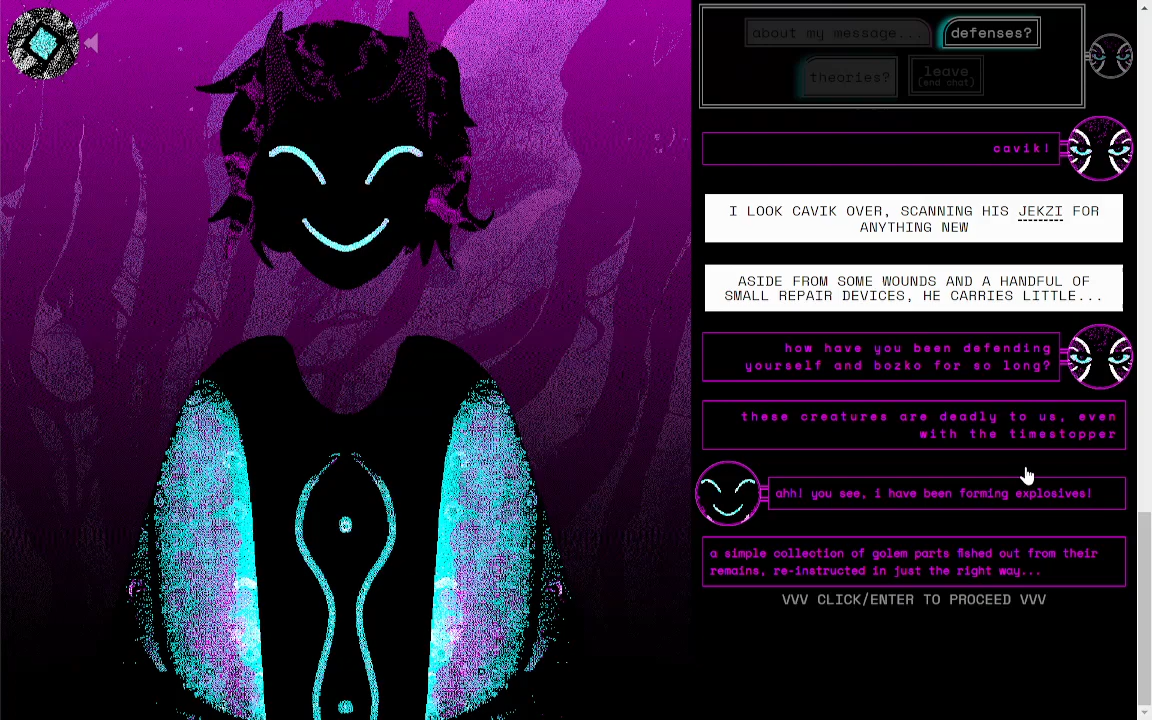 about my message...
defenses?
theories?
leave
(end chat)
cavik!
I LOOK CAVIK OVER, SCANNING HIS JEKZI FOR
ANYTHING NEW
ASIDE FROM SOME WOUNDS AND A HANDFUL OF
SMALL REPAIR DEVICES, HE CARRIES LITTLE...
how have you been defending
yourself and bozko for so long?
these creatures are deadly to us, even
with the timestopper
ahh! you see, i have been forming explosives!
a simple collection of golem parts fished out from their
remains, re-instructed in just the right way...
VVV CLICK/ENTER TO PROCEED VVV